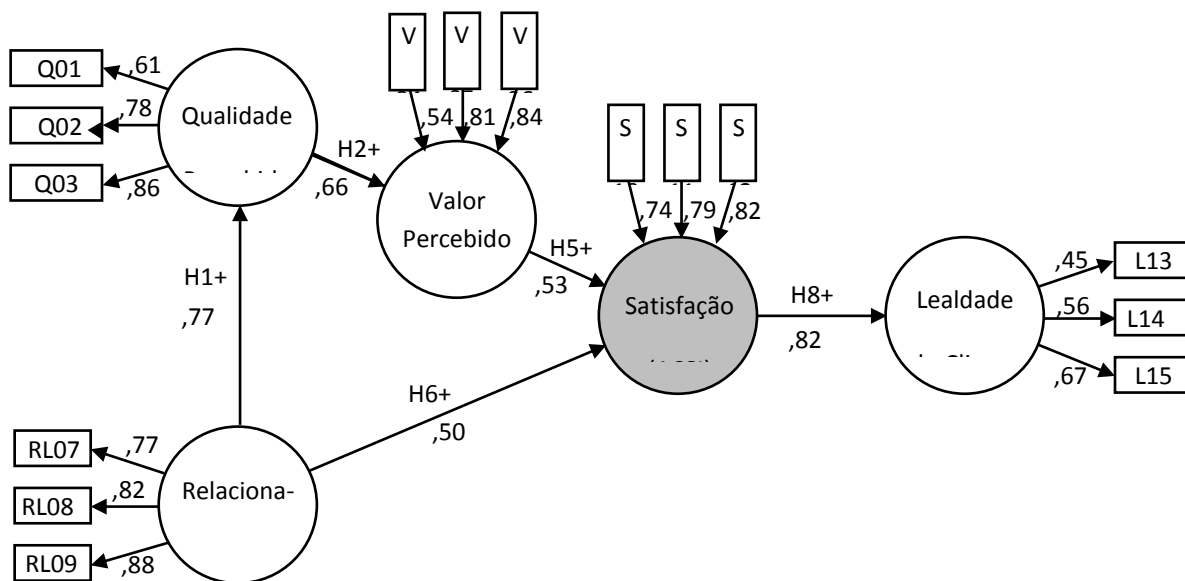 Q01
,61
Q02
,78
Q03
,86
Qualidade
H2+
,66
V
V
V
,54
,81
,84
Valor
Percebido
S
S
S
,74
,79
,82
H5+
,53
H1+
,77
Satisfação
H8+
,82
Lealdade
,45
L13
,56
L14
,67
L15
H6+
,50
RL07
,77
RL08
,82
RL09
,88
Relaciona-